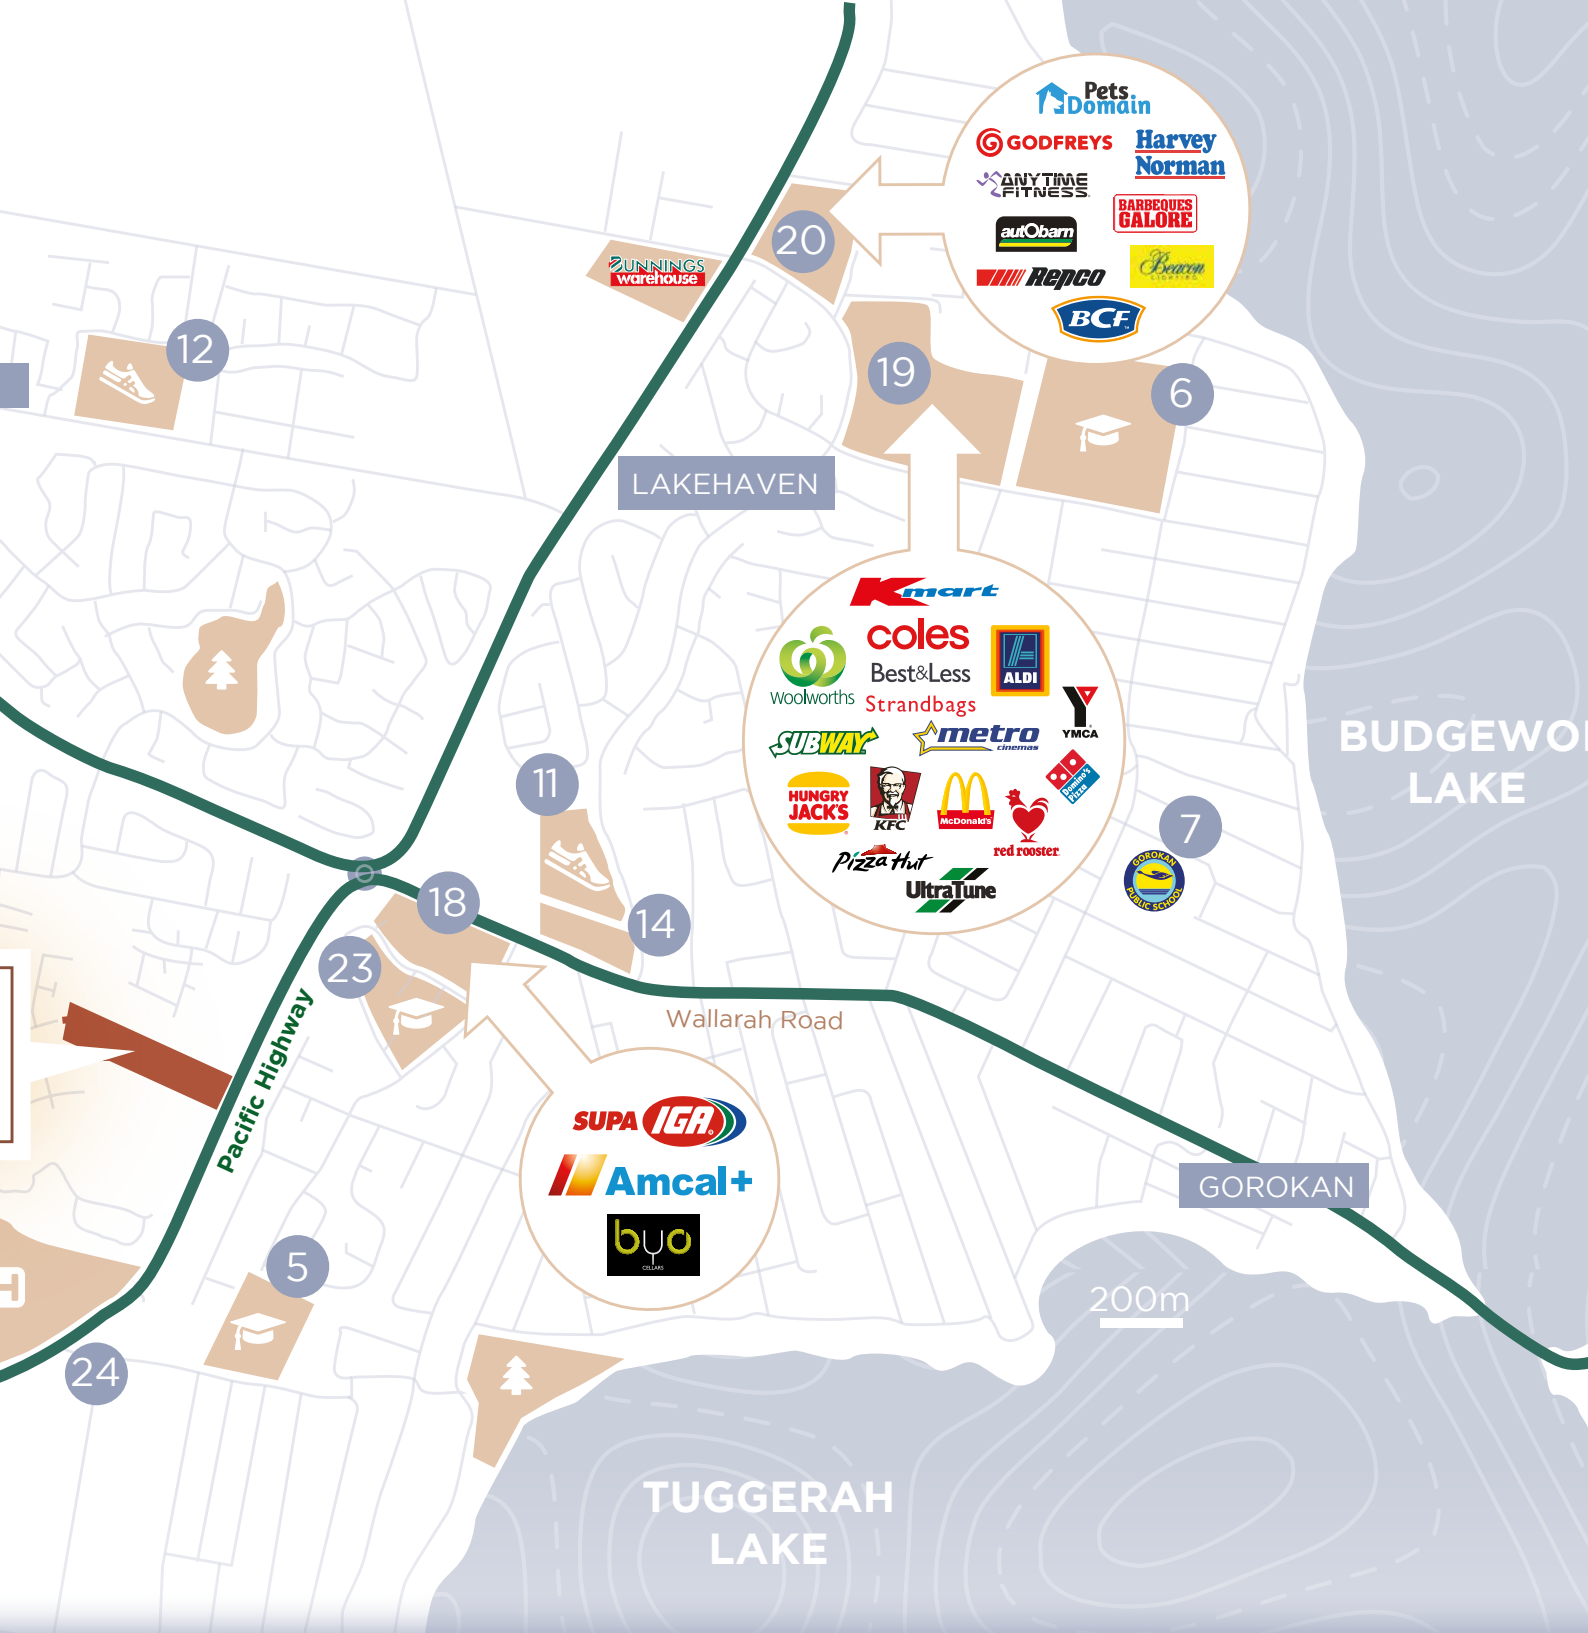 Pets
Domain
GODFREYS
Harvey
Norman
ANYTIME
FITNESS
BARBEQUES
GALORE
autObarn
Beacon
LIGHTING
Repco
BCF
20
BUNNINGS
warehouse
12
19
6
LAKEHAVEN
Kmart
coles
Woolworths
Best&Less
ALDI
Strandbags
YMCA
SUBWAY
metro
cinemas
Domino's
Pizza
HUNGRY
JACK'S
KFC
McDonald's
red rooster
Pizza Hut
UltraTune
BUDGEWOI
LAKE
11
7
GOROKAN
PUBLIC SCHOOL
18
14
23
Wallarah Road
Pacific Highway
SUPA IGA
Amcal+
byo
CELLARS
GOROKAN
5
H
200m
24
TUGGERAH
LAKE